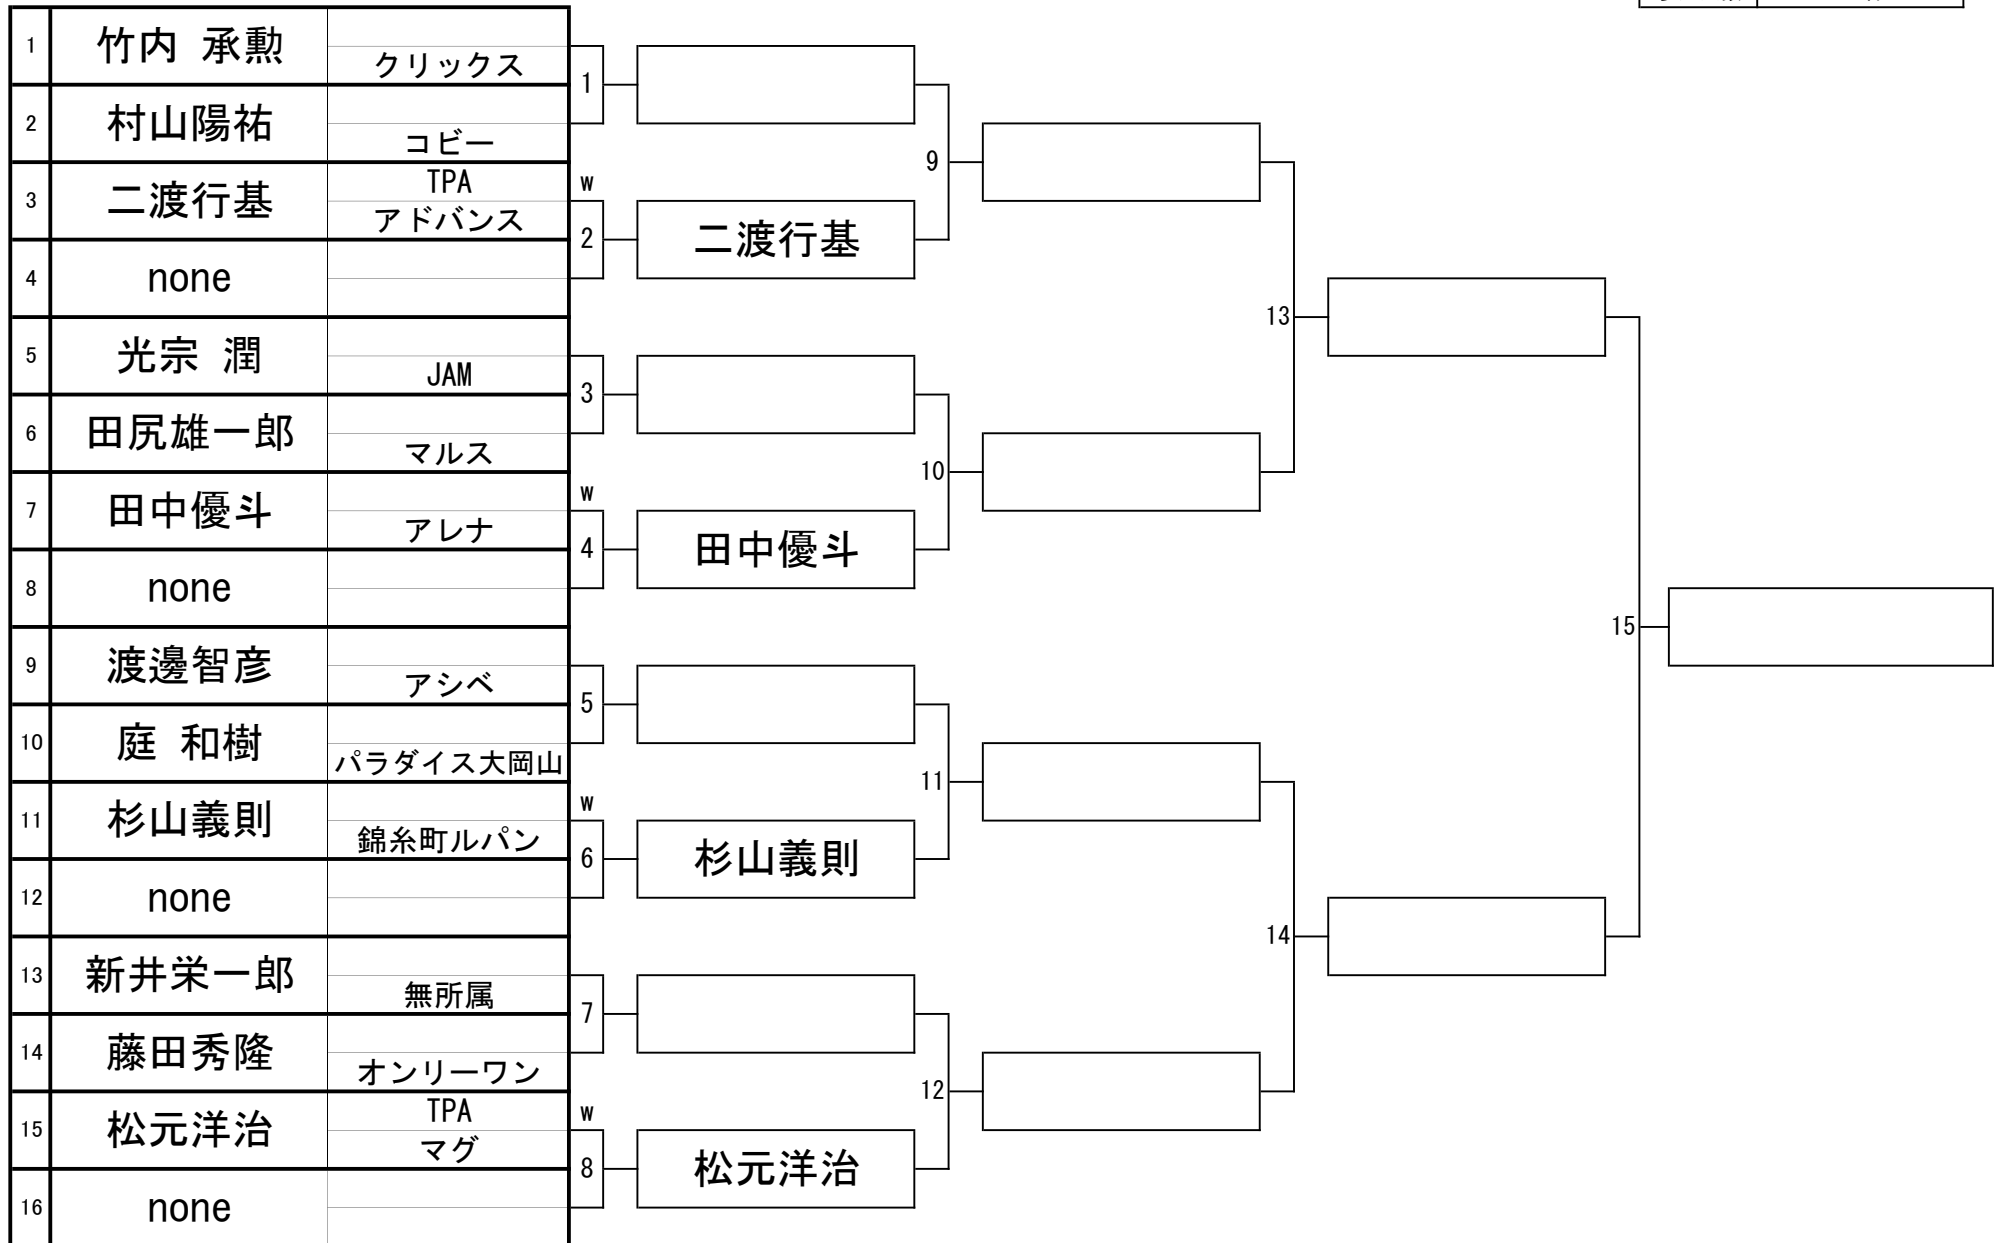 1 竹内 承勲 クリックス
1
2 村山陽祐 コビー
9
3 二渡行基 TPA アドバンス
w
2 二渡行基
4 none
13
5 光宗 潤 JAM
3
6 田尻雄一郎 マルス
10
7 田中優斗 アレナ
w
4 田中優斗
8 none
15
9 渡邊智彦 アシベ
5
10 庭 和樹 パラダイス大岡山
11
11 杉山義則 錦糸町ルパン
w
6 杉山義則
12 none
14
13 新井栄一郎 無所属
7
14 藤田秀隆 オンリーワン
12
15 松元洋治 TPA マグ
w
8 松元洋治
16 none